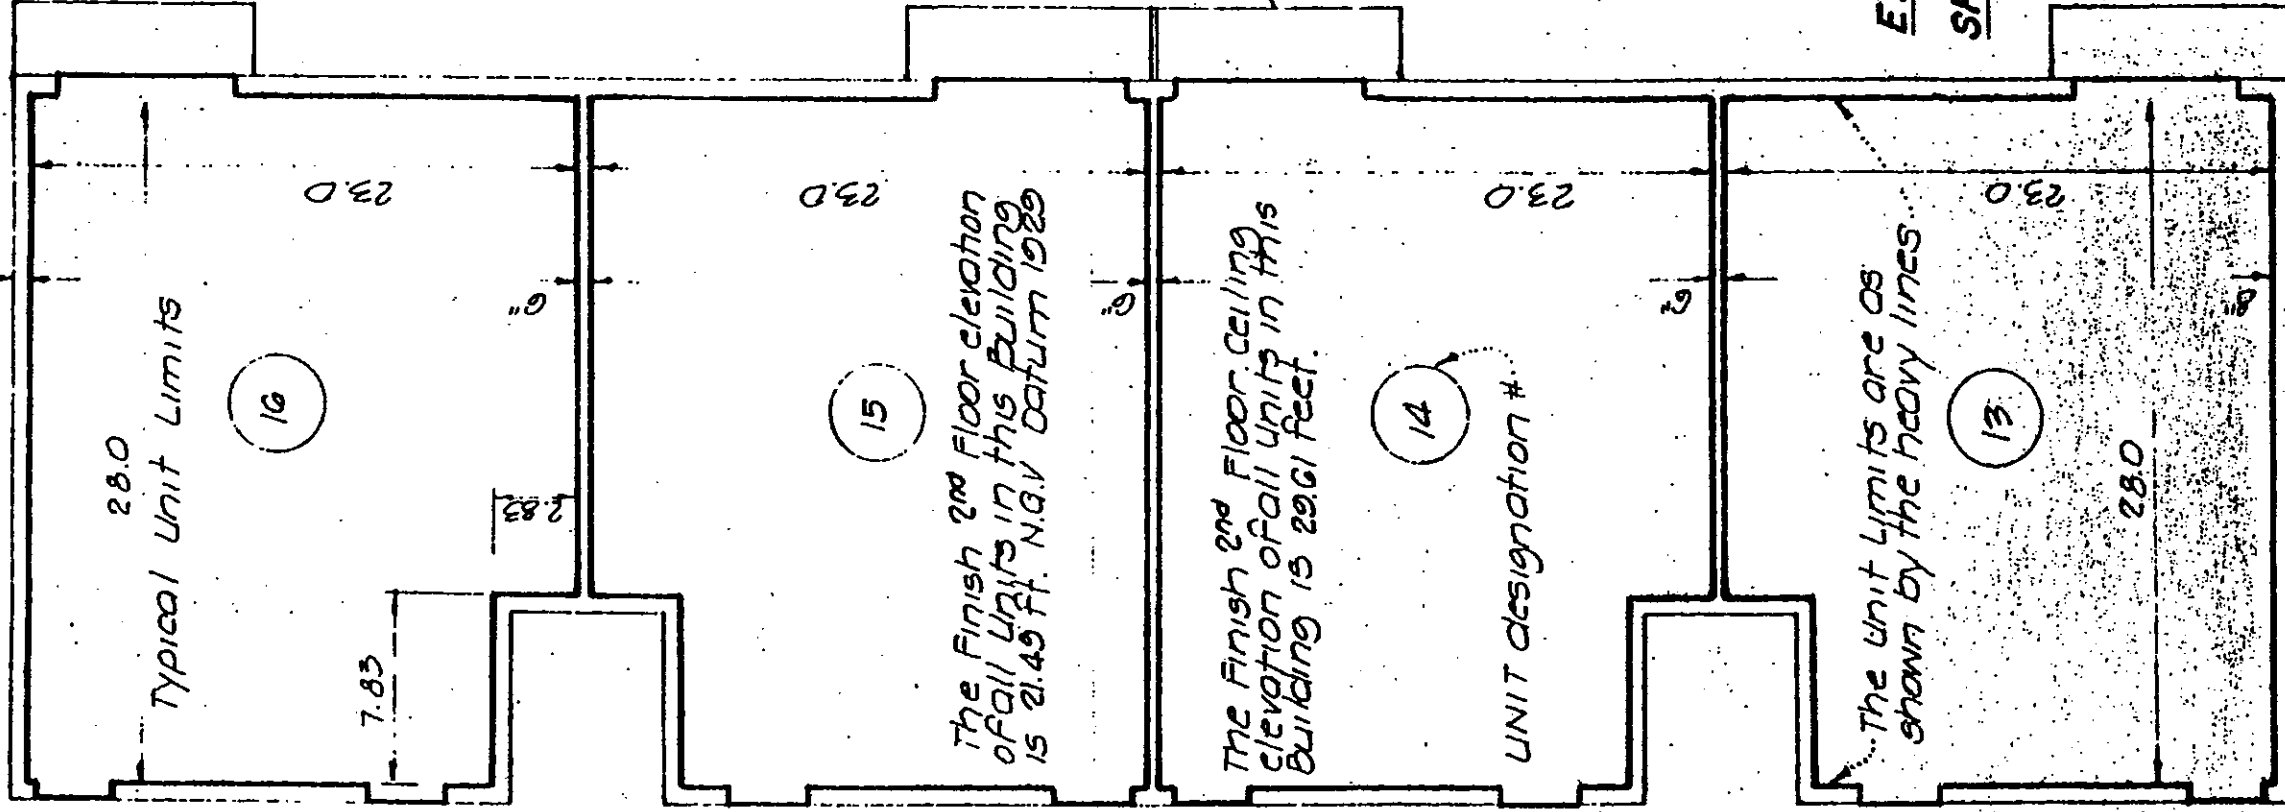 28.0
Typical Unit Limits
23.0
16
6"
2.83
7.83
23.0
15
The Finish 2nd Floor elevation
of all Units in this Building
is 21.49 Ft. N.G.V Datum 1929
6"
The Finish 2nd Floor Ceiling
elevation of all Units in this
Building is 29.61 feet.
23.0
14
UNIT designation #
6"
The Unit Limits are as
shown by the heavy lines
23.0
13
28.0
8"